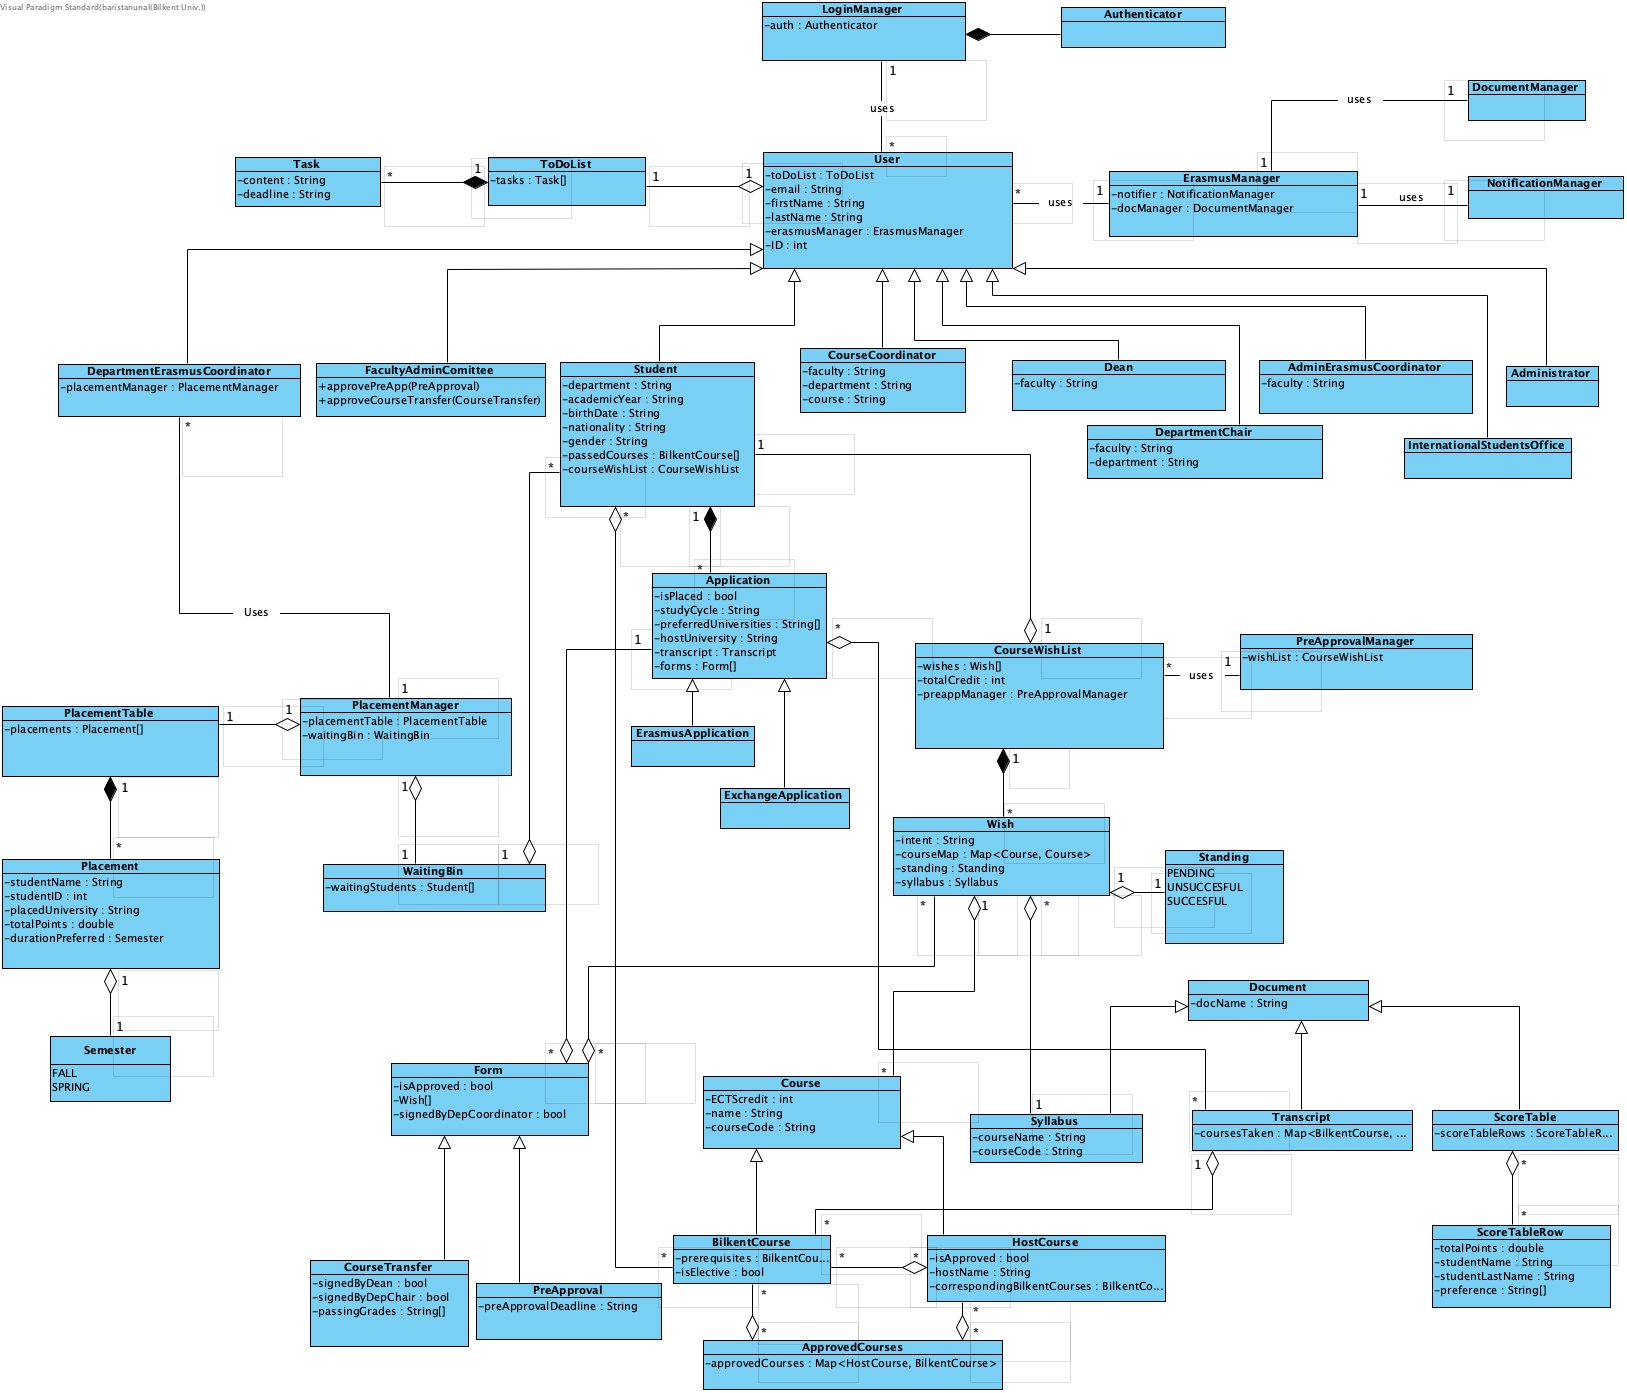 Visual Paradigm Standard(baristanunal(Bilkent Univ.))
LoginManager
-auth : Authenticator
Authenticator
1
uses
*
DocumentManager
1
uses
1
Task
-content : String
-deadline : String
*
1
ToDoList
-tasks : Task[]
1
1
User
-toDoList : ToDoList
-email : String
-firstName : String
-lastName : String
-erasmusManager : ErasmusManager
-ID : int
*
uses
1
ErasmusManager
-notifier : NotificationManager
-docManager : DocumentManager
1
uses
1
NotificationManager
DepartmentErasmusCoordinator
-placementManager : PlacementManager
*
FacultyAdminComittee
+approvePreApp(PreApproval)
+approveCourseTransfer(CourseTransfer)
Student
-department : String
-academicYear : String
-birthDate : String
-nationality : String
-gender : String
-passedCourses : BilkentCourse[]
-courseWishList : CourseWishList
1
*
*
1
CourseCoordinator
-faculty : String
-department : String
-course : String
Dean
-faculty : String
DepartmentChair
-faculty : String
-department : String
AdminErasmusCoordinator
-faculty : String
InternationalStudentsOffice
Administrator
*
Application
-isPlaced : bool
-studyCycle : String
-preferredUniversities : String[]
-hostUniversity : String
-transcript : Transcript
-forms : Form[]
1
*
Uses
1
CourseWishList
-wishes : Wish[]
-totalCredit : int
-preappManager : PreApprovalManager
*
uses
1
PreApprovalManager
-wishList : CourseWishList
1
ErasmusApplication
ExchangeApplication
PlacementTable
-placements : Placement[]
1
1
1
PlacementManager
-placementTable : PlacementTable
-waitingBin : WaitingBin
1
1
*
1
1
WaitingBin
-waitingStudents : Student[]
Placement
-studentName : String
-studentID : int
-placedUniversity : String
-totalPoints : double
-durationPreferred : Semester
1
1
Semester
FALL
SPRING
*
Wish
-intent : String
-courseMap : Map<Course, Course>
-standing : Standing
-syllabus : Syllabus
1
1
Standing
PENDING
UNSUCCESFUL
SUCCESFUL
*
1
*
Document
-docName : String
*
*
Form
-isApproved : bool
-Wish[]
-signedByDepCoordinator : bool
*
Course
-ECTScredit : int
-name : String
-courseCode : String
1
Syllabus
-courseName : String
-courseCode : String
*
Transcript
-coursesTaken : Map<BilkentCourse, ...
1
ScoreTable
-scoreTableRows : ScoreTableR...
*
*
ScoreTableRow
-totalPoints : double
-studentName : String
-studentLastName : String
-preference : String[]
CourseTransfer
-signedByDean : bool
-signedByDepChair : bool
-passingGrades : String[]
PreApproval
-preApprovalDeadline : String
*
*
BilkentCourse
-prerequisites : BilkentCou...
-isElective : bool
*
*
HostCourse
-isApproved : bool
-hostName : String
-correspondingBilkentCourses : BilkentCo...
*
*
*
*
ApprovedCourses
-approvedCourses : Map<HostCourse, BilkentCourse>